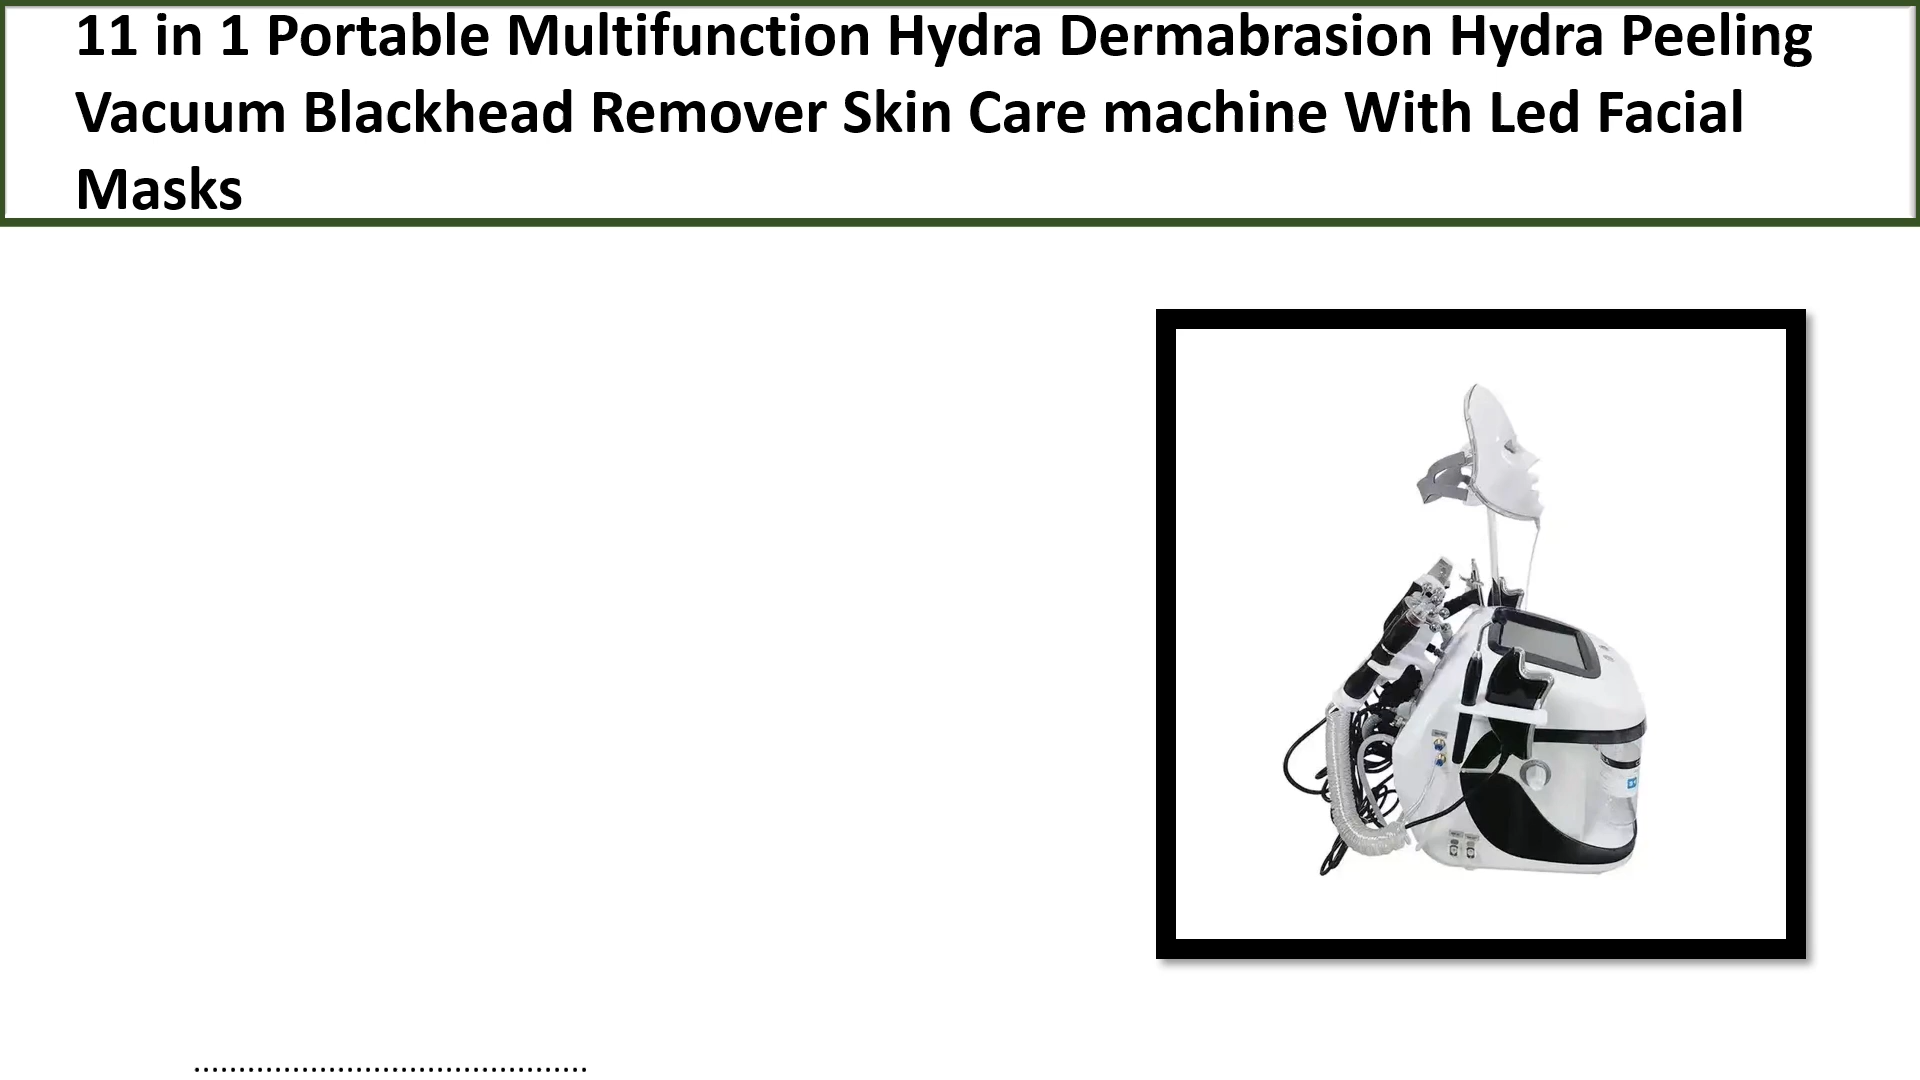 11 in 1 Portable Multifunction Hydra Dermabrasion Hydra Peeling
Vacuum Blackhead Remover Skin Care machine With Led Facial
Masks
............................................